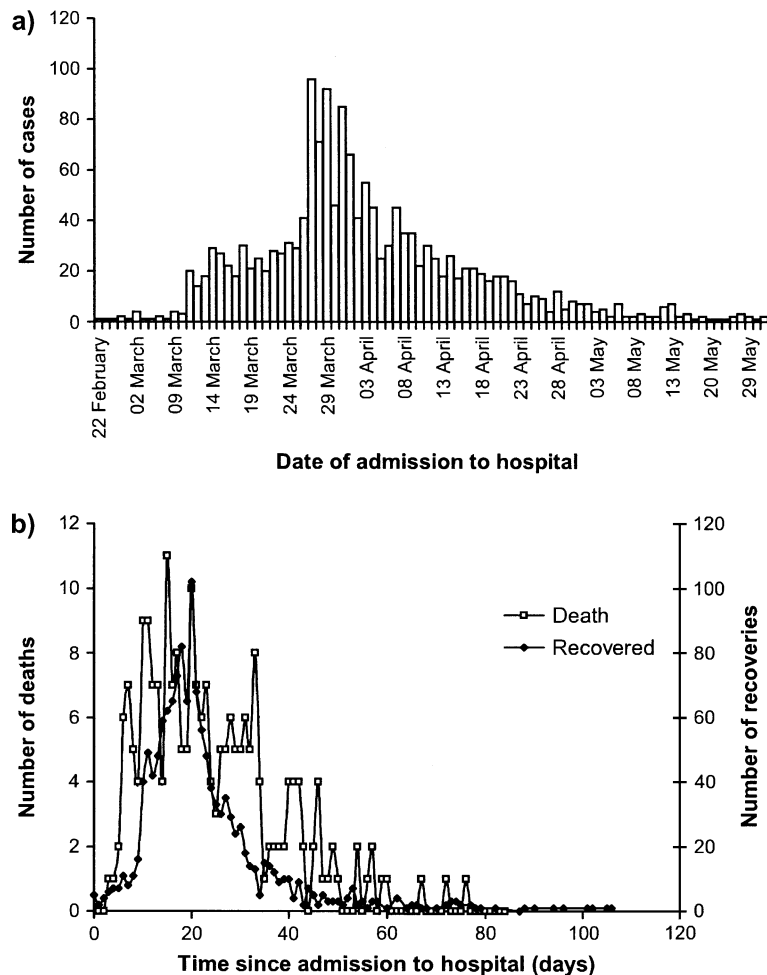 a)
120
100
80
60
40
20
0
Number of cases
22 February
02 March
09 March
14 March
19 March
24 March
29 March
03 April
08 April
13 April
18 April
23 April
28 April
03 May
08 May
13 May
20 May
29 May
Date of admission to hospital
b)
12
10
8
6
4
2
0
Number of deaths
Death
Recovered
120
100
80
60
40
20
0
Number of recoveries
0
20
40
60
80
100
120
Time since admission to hospital (days)